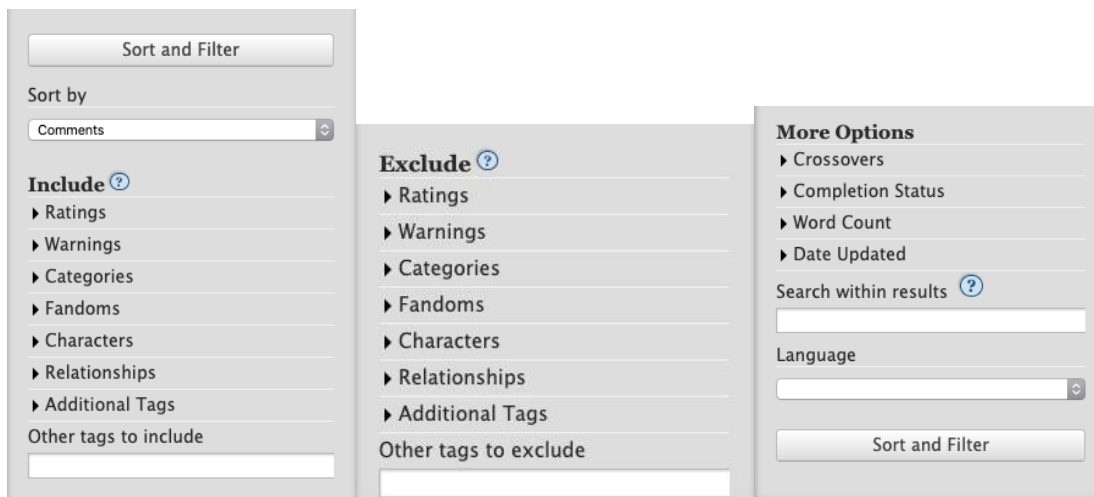 Sort and Filter
Sort by
Comments
Include ?
Ratings
Warnings
Categories
Fandoms
Characters
Relationships
Additional Tags
Other tags to include
Exclude ?
Ratings
Warnings
Categories
Fandoms
Characters
Relationships
Additional Tags
Other tags to exclude
More Options
Crossovers
Completion Status
Word Count
Date Updated
Search within results ?
Language
Sort and Filter